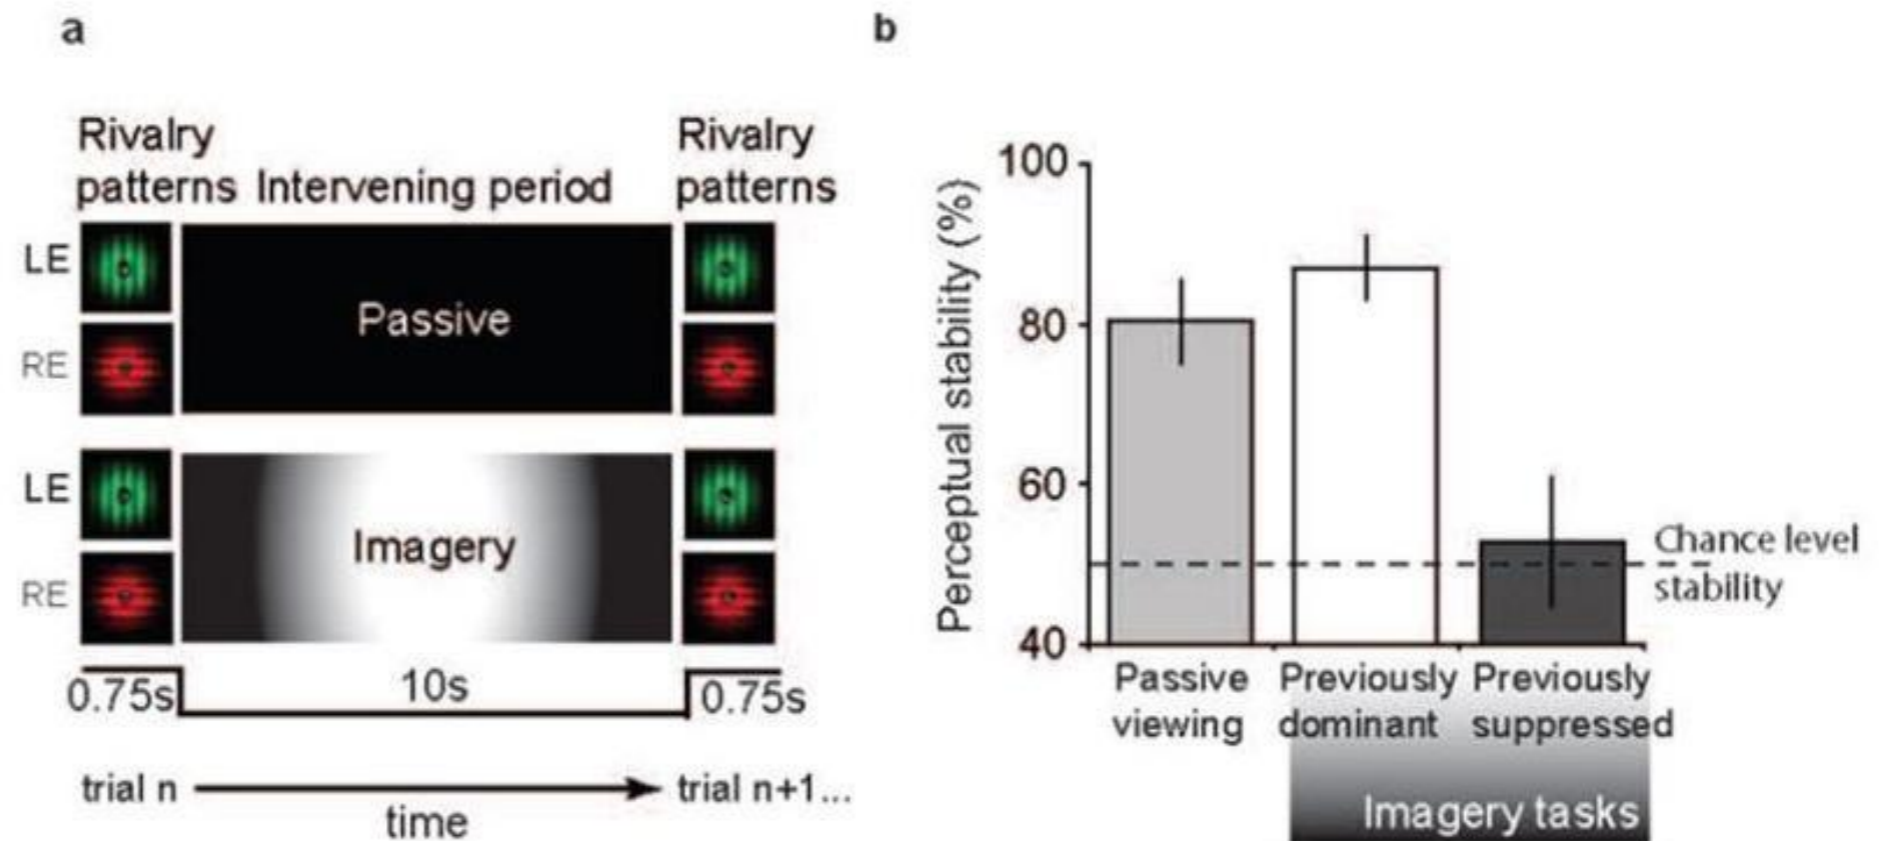 a
Rivalry
patterns
Intervening period
Rivalry
patterns
LE
RE
Passive
LE
RE
Imagery
0.75s
10s
0.75s
trial n
time
trial n+1...
b
Perceptual stability (%)
100
80
60
40
Chance level
stability
Passive
viewing
Previously
dominant
Previously
suppressed
Imagery tasks